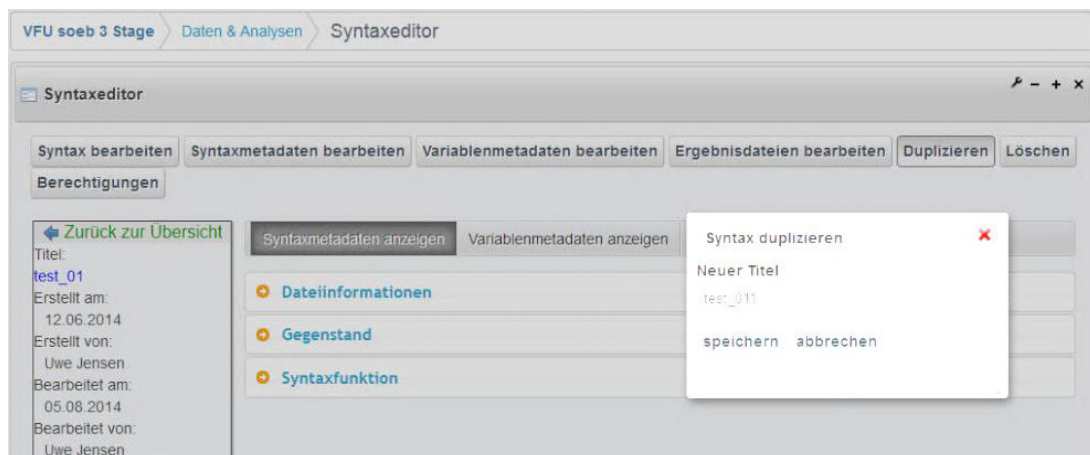 VFU soeb 3 Stage Daten & Analysen Syntaxeditor
Syntaxeditor
Syntax bearbeiten Syntaxmetadaten bearbeiten Variablenmetadaten bearbeiten Ergebnisdateien bearbeiten Duplizieren Löschen
Berechtigungen
Zurück zur Übersicht
Titel:
test_01
Erstellt am:
12.06.2014
Erstellt von:
Uwe Jensen
Bearbeitet am:
05.08.2014
Bearbeitet von:
Uwe Jensen
Syntaxmetadaten anzeigen Variablenmetadaten anzeigen
Dateiinformationen
Gegenstand
Syntaxfunktion
Syntax duplizieren
Neuer Titel
test_011
speichern abbrechen